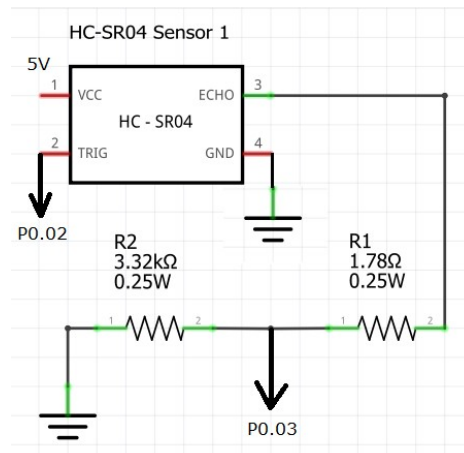 HC-SR04 Sensor 1
5V
1 VCC ECHO 3
HC - SR04
2 TRIG GND 4
P0.02
R2
3.32kΩ
0.25W
R1
1.78Ω
0.25W
1 2
1 2
P0.03